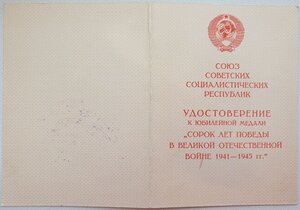 СОЮЗ
СОВЕТСКИХ
СОЦИАЛИСТИЧЕСКИХ
РЕСПУБЛИК
УДОСТОВЕРЕНИЕ
К ЮБИЛЕЙНОЙ МЕДАЛИ
„СОРОК ЛЕТ ПОБЕДЫ
В ВЕЛИКОЙ ОТЕЧЕСТВЕННОЙ
ВОЙНЕ 1941—1945 гг."